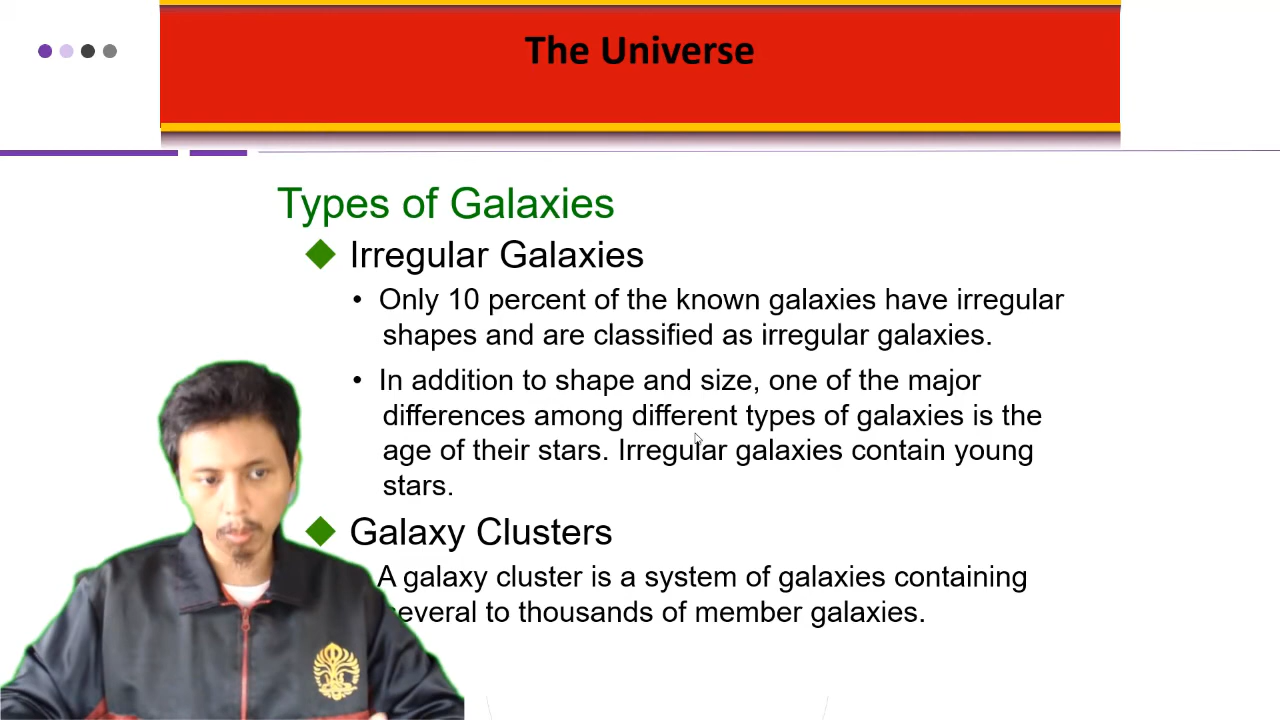 The Universe
Types of Galaxies
Irregular Galaxies
• Only 10 percent of the known galaxies have irregular
shapes and are classified as irregular galaxies.
• In addition to shape and size, one of the major
differences among different types of galaxies is the
age of their stars. Irregular galaxies contain young
stars.
Galaxy Clusters
A galaxy cluster is a system of galaxies containing
everal to thousands of member galaxies.